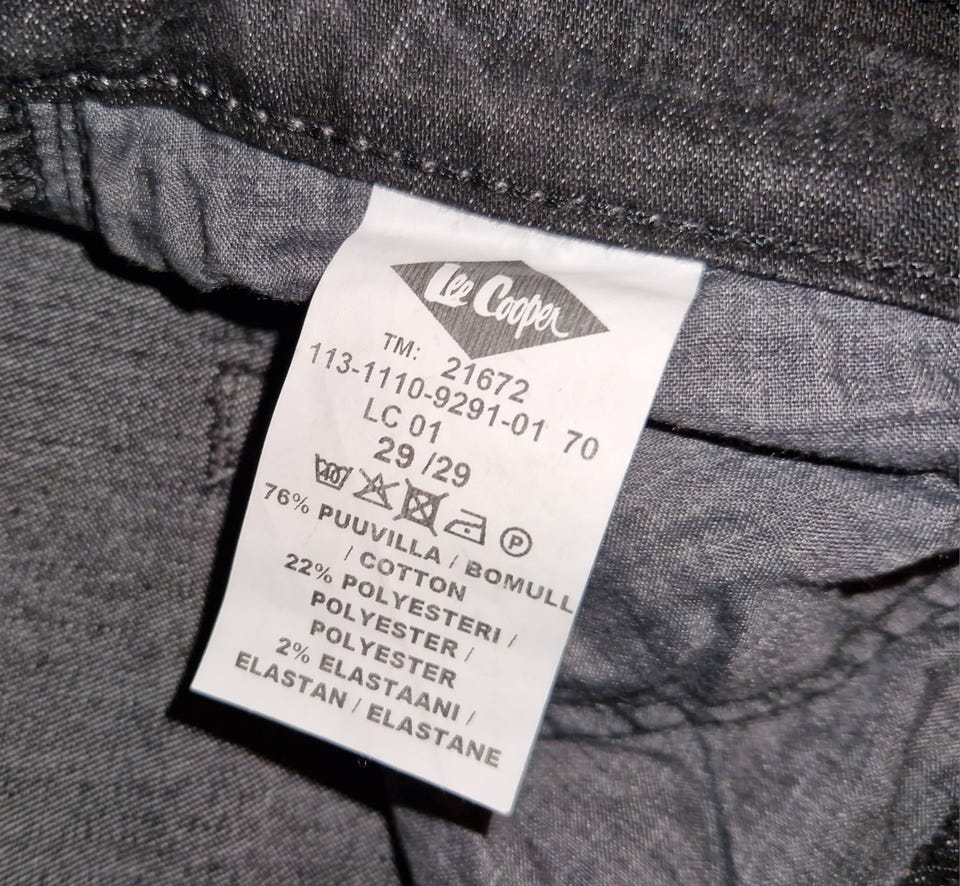 Lee Cooper
TM: 21672
113-1110-9291-01 70
LC 01
29 /29
40 P
76% PUUVILLA / BOMULL
/ COTTON
22% POLYESTERI /
POLYESTER /
POLYESTER
2% ELASTAANI /
ELASTAN / ELASTANE